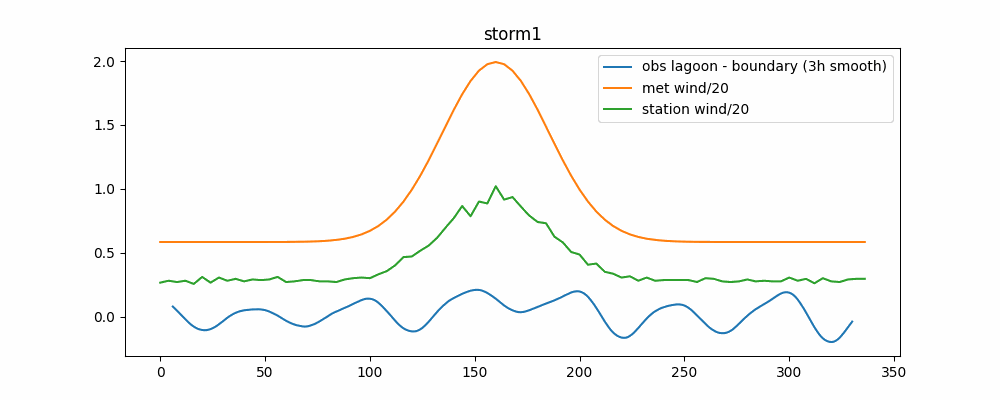 storm1
obs lagoon - boundary (3h smooth)
met wind/20
station wind/20
2.0
1.5
1.0
0.5
0.0
0 50 100 150 200 250 300 350